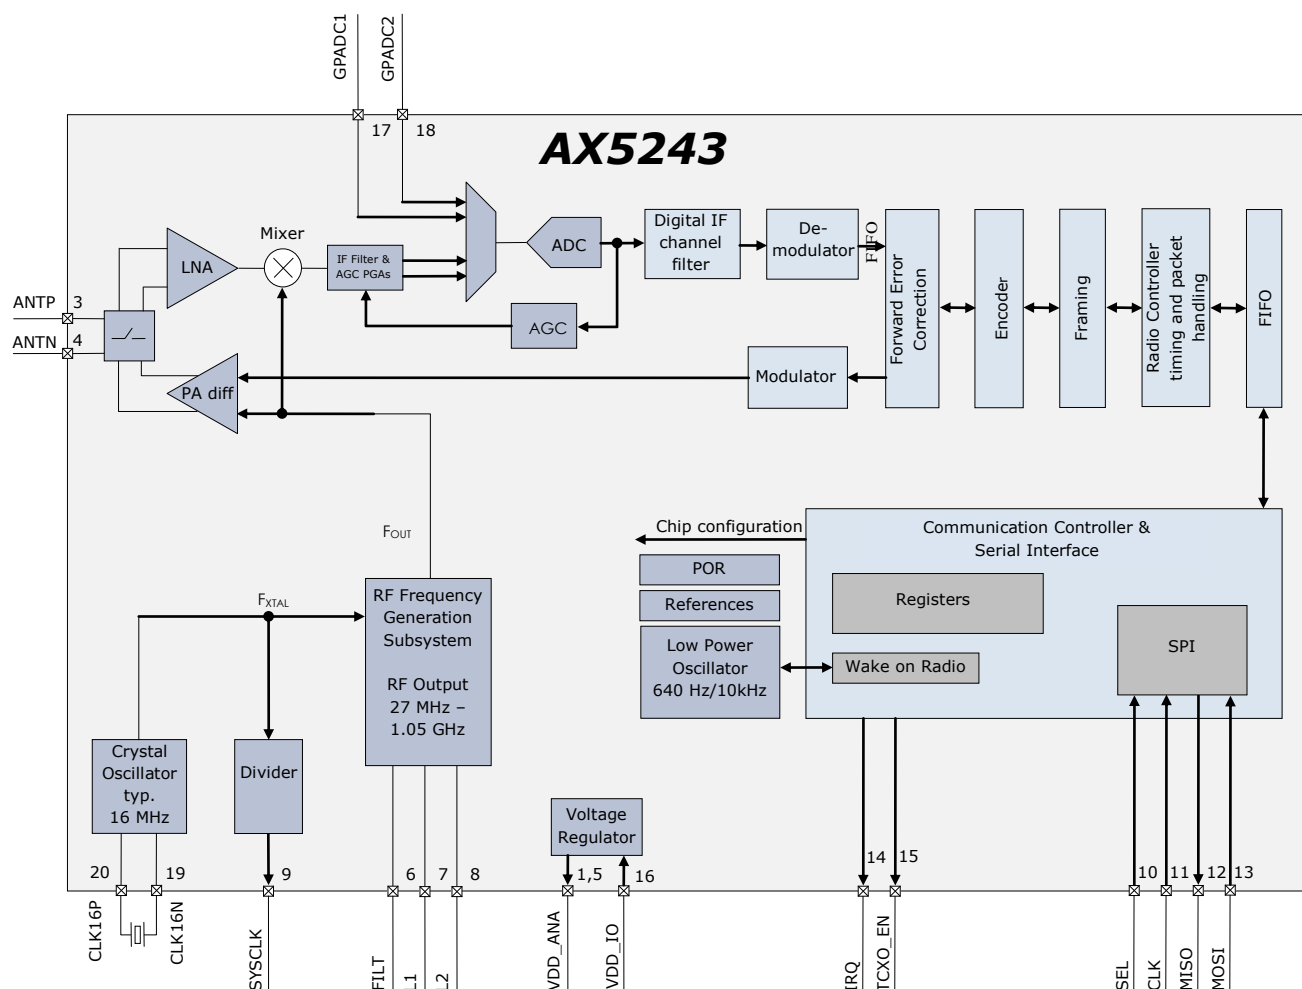 GPADC1
GPADC2
17
18
AX5243
Mixer
LNA
IF Filter &
AGC PGAs
ADC
AGC
Digital IF
channel
filter
De-
modulator
FIFO
Forward Error
Correction
Encoder
Framing
Radio Controller
timing and packet
handling
FIFO
ANTP
3
ANTN
4
PA diff
Modulator
FOUT
Chip configuration
Communication Controller &
Serial Interface
POR
References
Low Power
Oscillator
640 Hz/10kHz
Registers
Wake on Radio
SPI
FXTAL
RF Frequency
Generation
Subsystem
RF Output
27 MHz –
1.05 GHz
Crystal
Oscillator
typ.
16 MHz
Divider
Voltage
Regulator
20
19
9
6
7
8
1,5
16
14
15
10
11
12
13
CLK16P
CLK16N
SYSCLK
FILT
L1
L2
VDD_ANA
VDD_IO
IRQ
TCXO_EN
SEL
CLK
MISO
MOSI